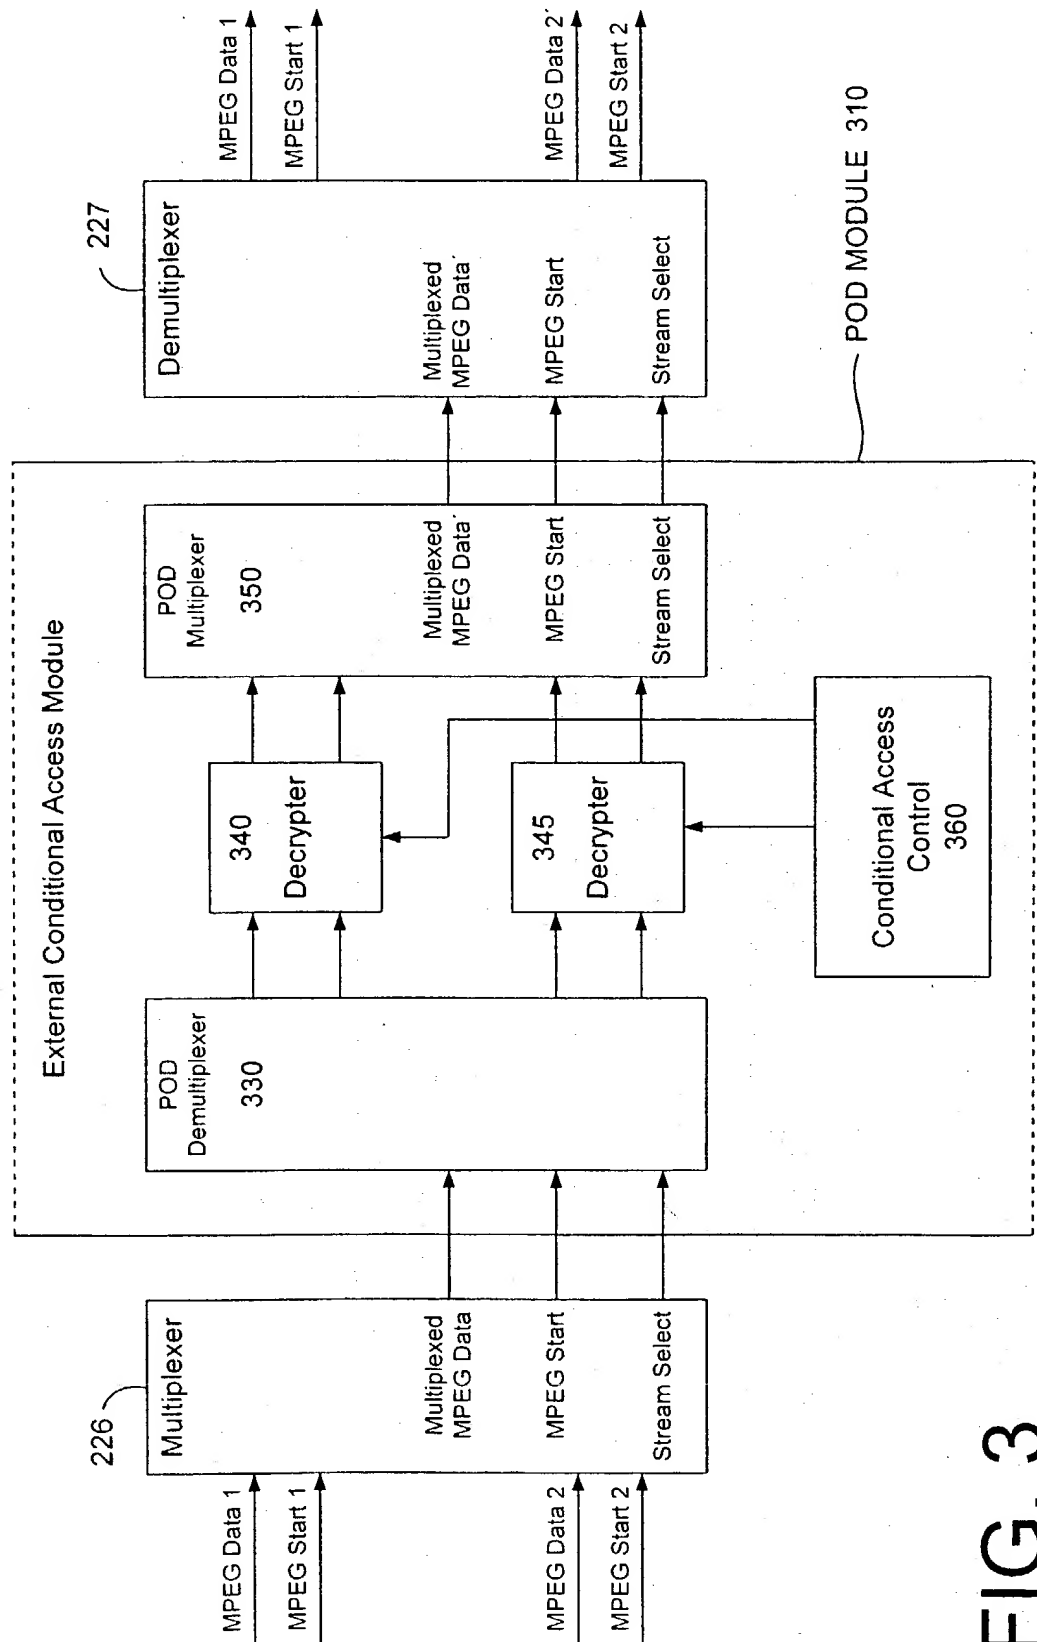 MPEG Data 1
MPEG Start 1
MPEG Data 2
MPEG Start 2
226
Multiplexer
Multiplexed
MPEG Data
MPEG Start
Stream Select
External Conditional Access Module
POD
Demultiplexer
330
340
Decrypter
345
Decrypter
Conditional Access
Control
360
POD
Multiplexer
350
Multiplexed
MPEG Data′
MPEG Start
Stream Select
POD MODULE 310
227
Demultiplexer
Multiplexed
MPEG Data′
MPEG Start
Stream Select
MPEG Data 1
MPEG Start 1
MPEG Data 2′
MPEG Start 2
FIG. 3